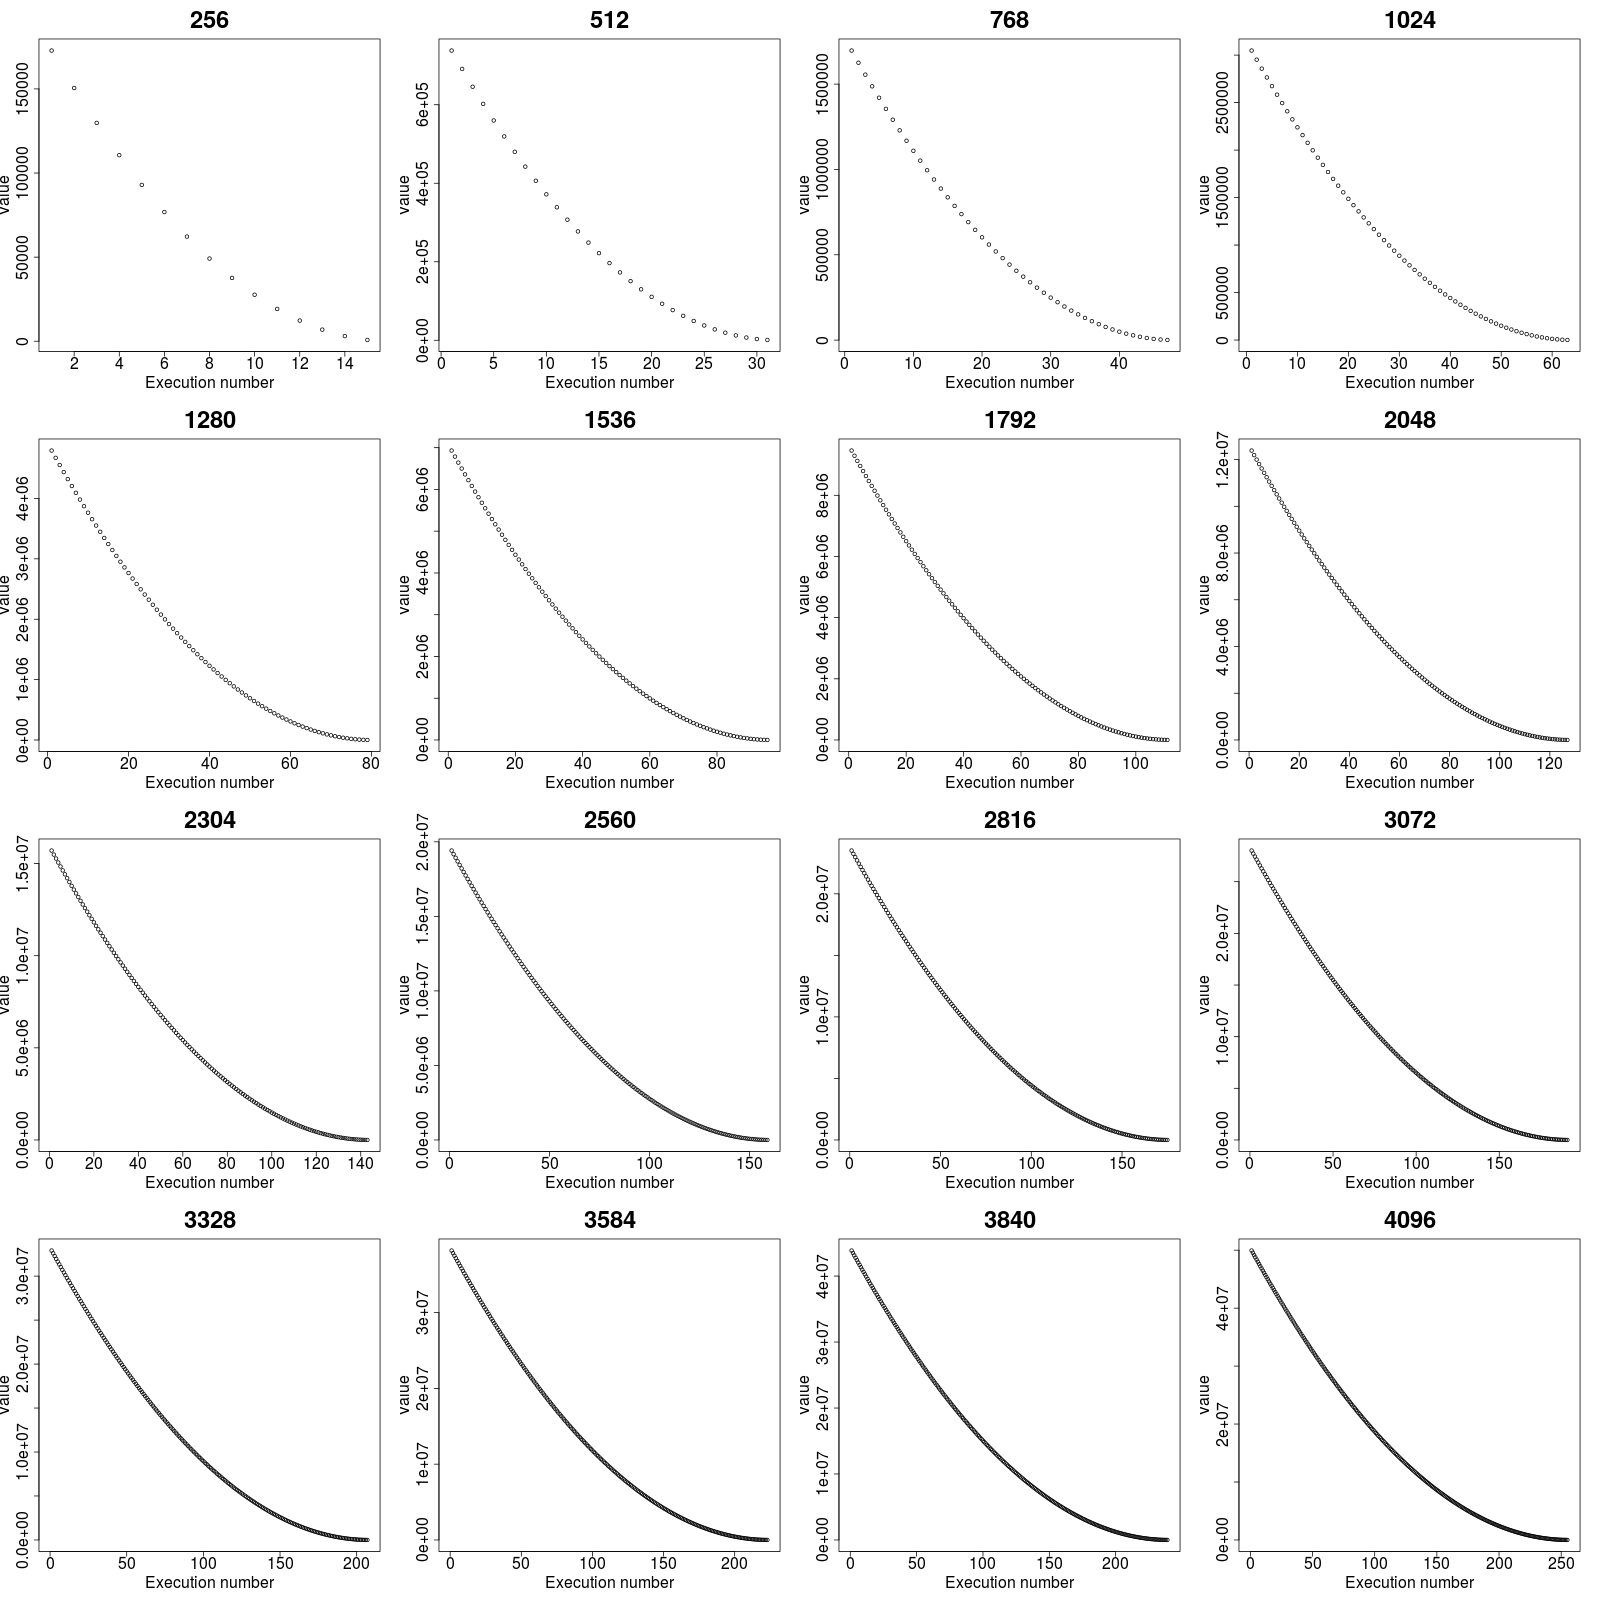 256
150000
100000
50000
0
value
2 4 6 8 10 12 14
Execution number
512
6e+05
4e+05
2e+05
0e+00
value
0 5 10 15 20 25 30
Execution number
768
1500000
1000000
500000
0
value
0 10 20 30 40
Execution number
1024
2500000
1500000
500000
0
value
0 10 20 30 40 50 60
Execution number
1280
4e+06
3e+06
2e+06
1e+06
0e+00
value
0 20 40 60 80
Execution number
1536
6e+06
4e+06
2e+06
0e+00
value
0 20 40 60 80
Execution number
1792
8e+06
6e+06
4e+06
2e+06
0e+00
value
0 20 40 60 80 100
Execution number
2048
1.2e+07
8.0e+06
4.0e+06
0.0e+00
value
0 20 40 60 80 100 120
Execution number
2304
1.5e+07
1.0e+07
5.0e+06
0.0e+00
value
0 20 40 60 80 100 120 140
Execution number
2560
2.0e+07
1.5e+07
1.0e+07
5.0e+06
0.0e+00
value
0 50 100 150
Execution number
2816
2.0e+07
1.0e+07
0.0e+00
value
0 50 100 150
Execution number
3072
2.0e+07
1.0e+07
0.0e+00
value
0 50 100 150
Execution number
3328
3.0e+07
2.0e+07
1.0e+07
0.0e+00
value
0 50 100 150 200
Execution number
3584
3e+07
2e+07
1e+07
0e+00
value
0 50 100 150 200
Execution number
3840
4e+07
3e+07
2e+07
1e+07
0e+00
value
0 50 100 150 200
Execution number
4096
4e+07
2e+07
0e+00
value
0 50 100 150 200 250
Execution number